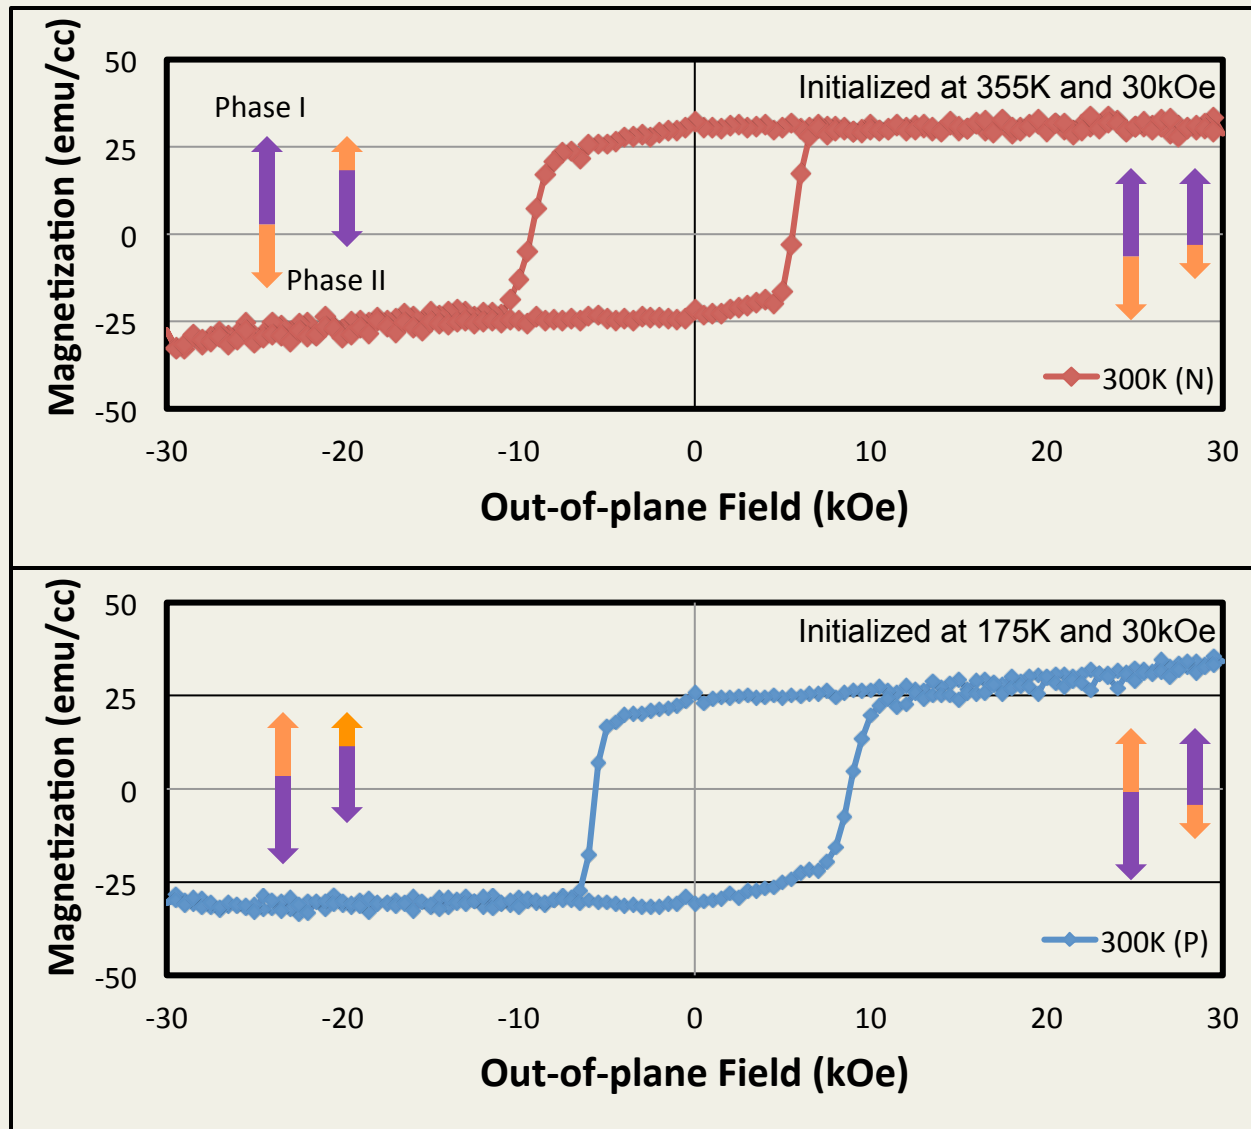 Magnetization (emu/cc)
50
25
0
-25
-50
Phase I
Phase II
Initialized at 355K and 30kOe
300K (N)
-30
-20
-10
0
10
20
30
Out-of-plane Field (kOe)
Magnetization (emu/cc)
50
25
0
-25
-50
Initialized at 175K and 30kOe
300K (P)
-30
-20
-10
0
10
20
30
Out-of-plane Field (kOe)